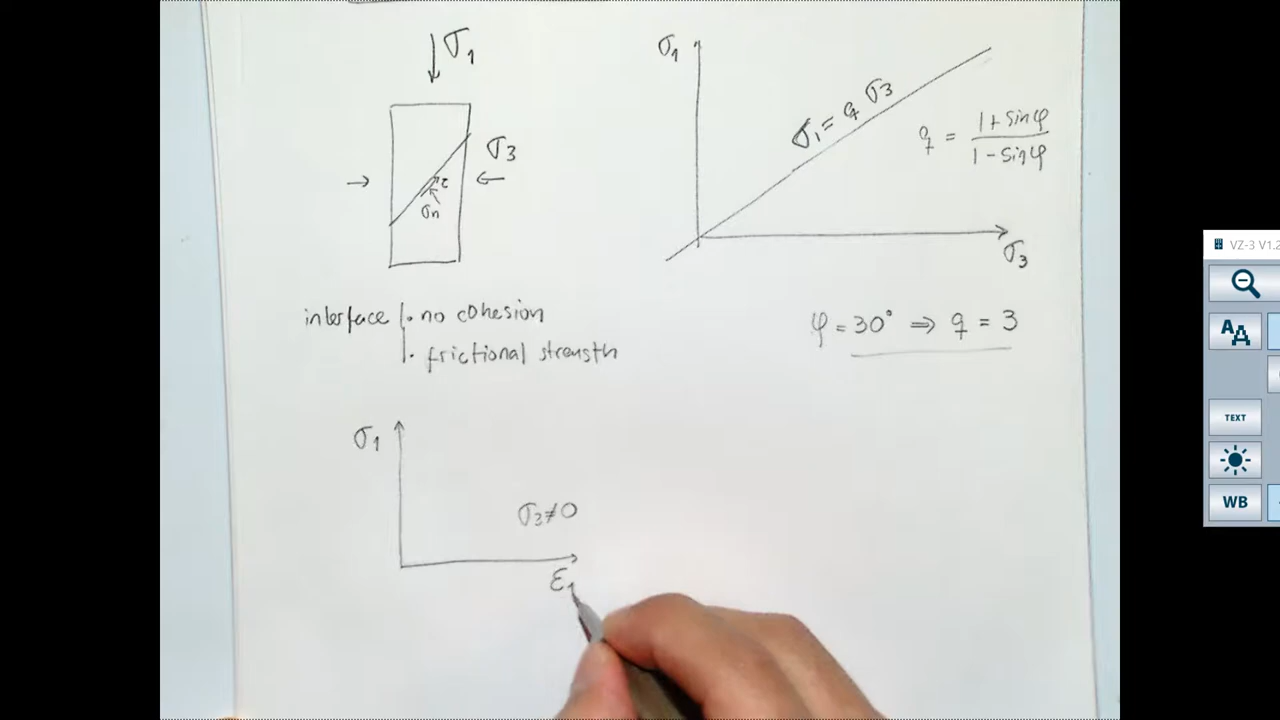 σ1
σ3
τ
σn
interface
. no cohesion
. frictional strength
σ1
σ1 = q σ3
q = 1 + sinφ / 1 - sinφ
σ3
φ = 30° ⇒ q = 3
σ1
σ3 ≠ 0
ε1
VZ-3 V1.2
AA
TEXT
WB